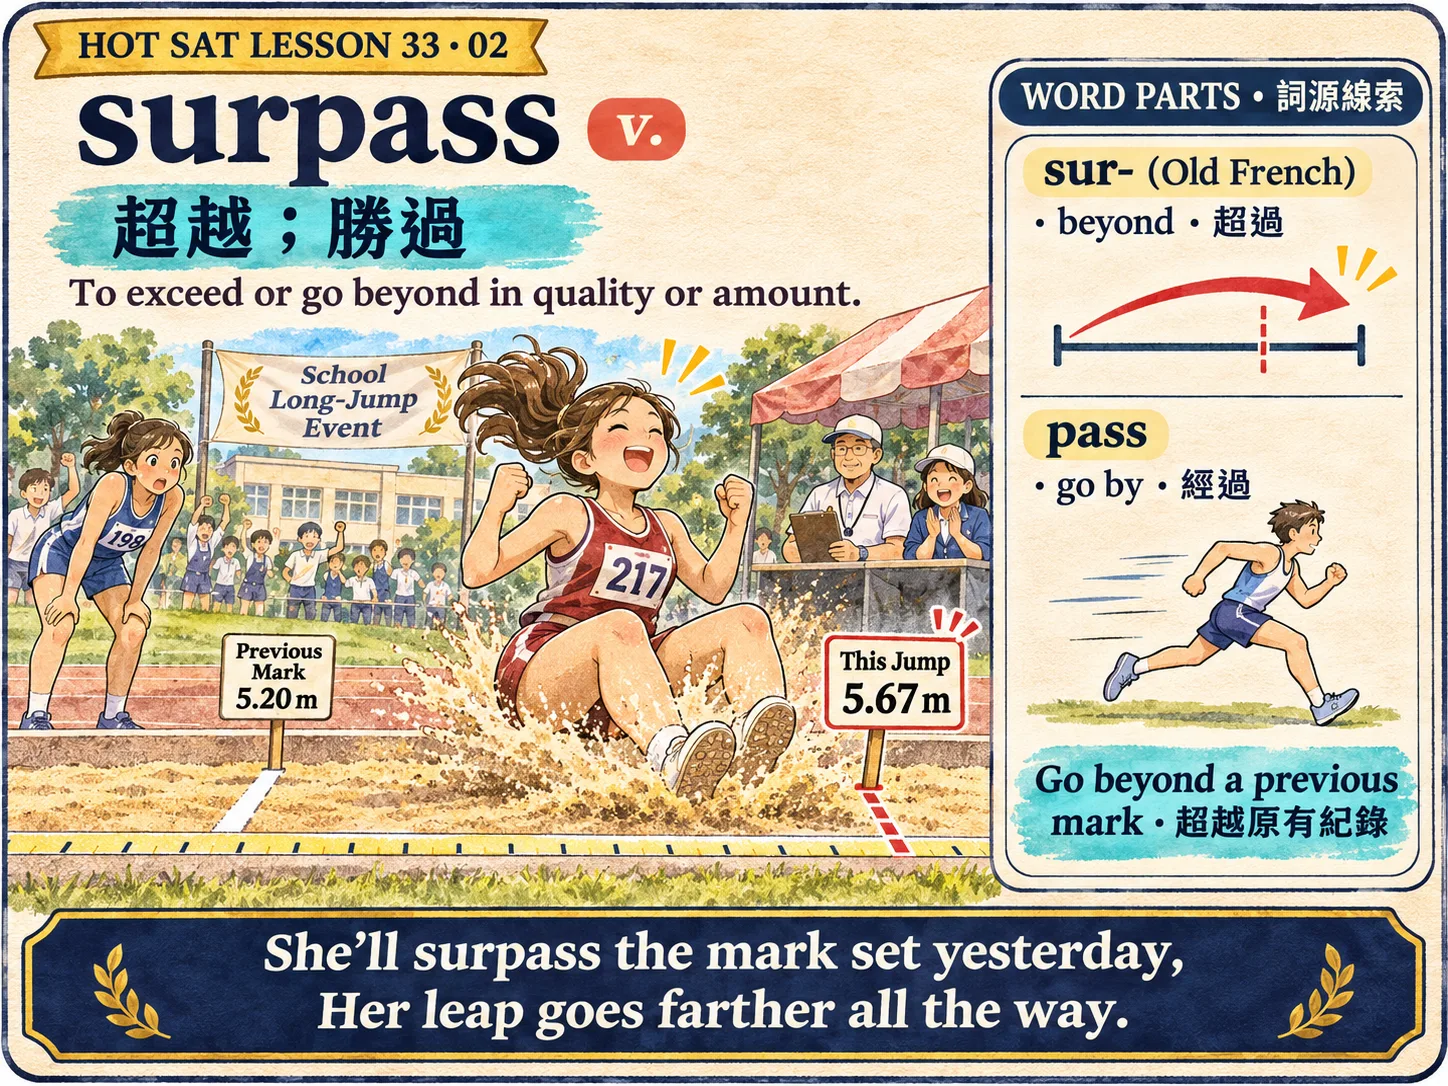 HOT SAT LESSON 33 · 02
surpass v.
超越；勝過
To exceed or go beyond in quality or amount.
School
Long-Jump
Event
198
217
Previous
Mark
5.20 m
This Jump
5.67 m
WORD PARTS · 詞源線索
sur- (Old French)
· beyond · 超過
pass
· go by · 經過
Go beyond a previous
mark · 超越原有紀錄
She'll surpass the mark set yesterday,
Her leap goes farther all the way.